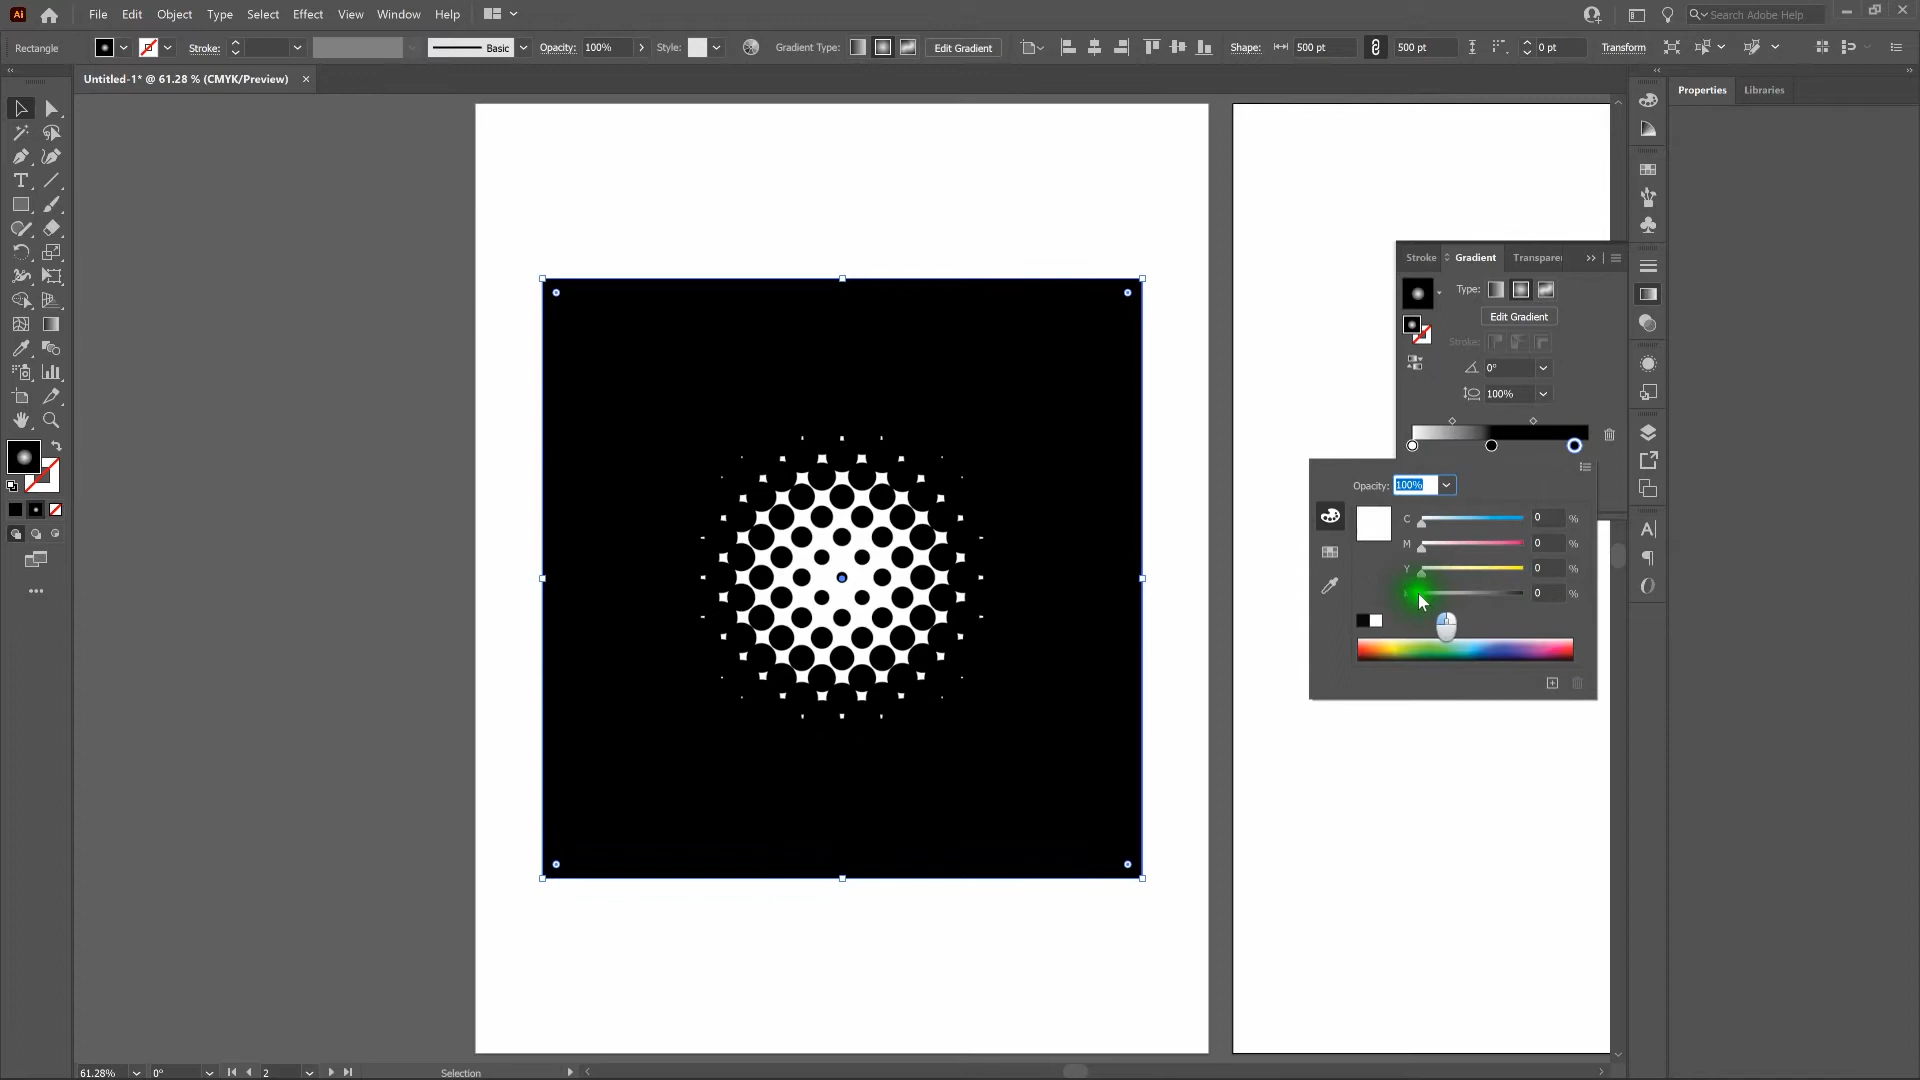 Ai File Edit Object Type Select Effect View Window Help Search Adobe Help
Rectangle Stroke: Basic Opacity: 100% Style: Gradient Type: Edit Gradient Shape: 500 pt 500 pt 0 pt Transform
Untitled-1* @ 61.28 % (CMYK/Preview) ×
Properties Libraries
Stroke Gradient Transparen
Type:
Edit Gradient
Stroke:
0°
100%
Opacity: 100%
C 0 %
M 0 %
Y 0 %
0 %
61.28% 0° 2 Selection